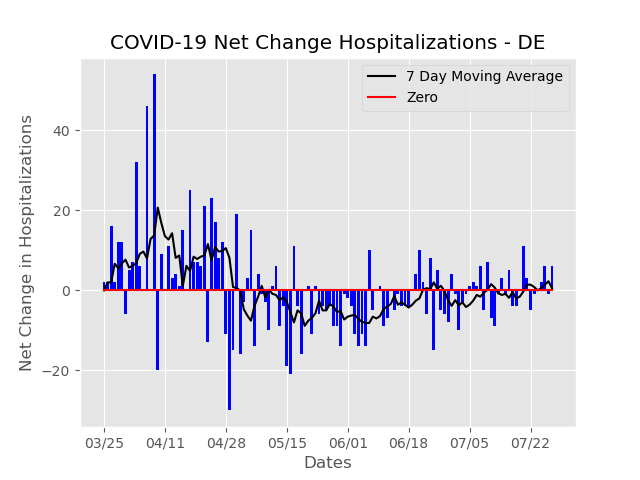 COVID-19 Net Change Hospitalizations - DE
7 Day Moving Average
Zero
Net Change in Hospitalizations
40
20
0
−20
03/25 04/11 04/28 05/15 06/01 06/18 07/05 07/22
Dates